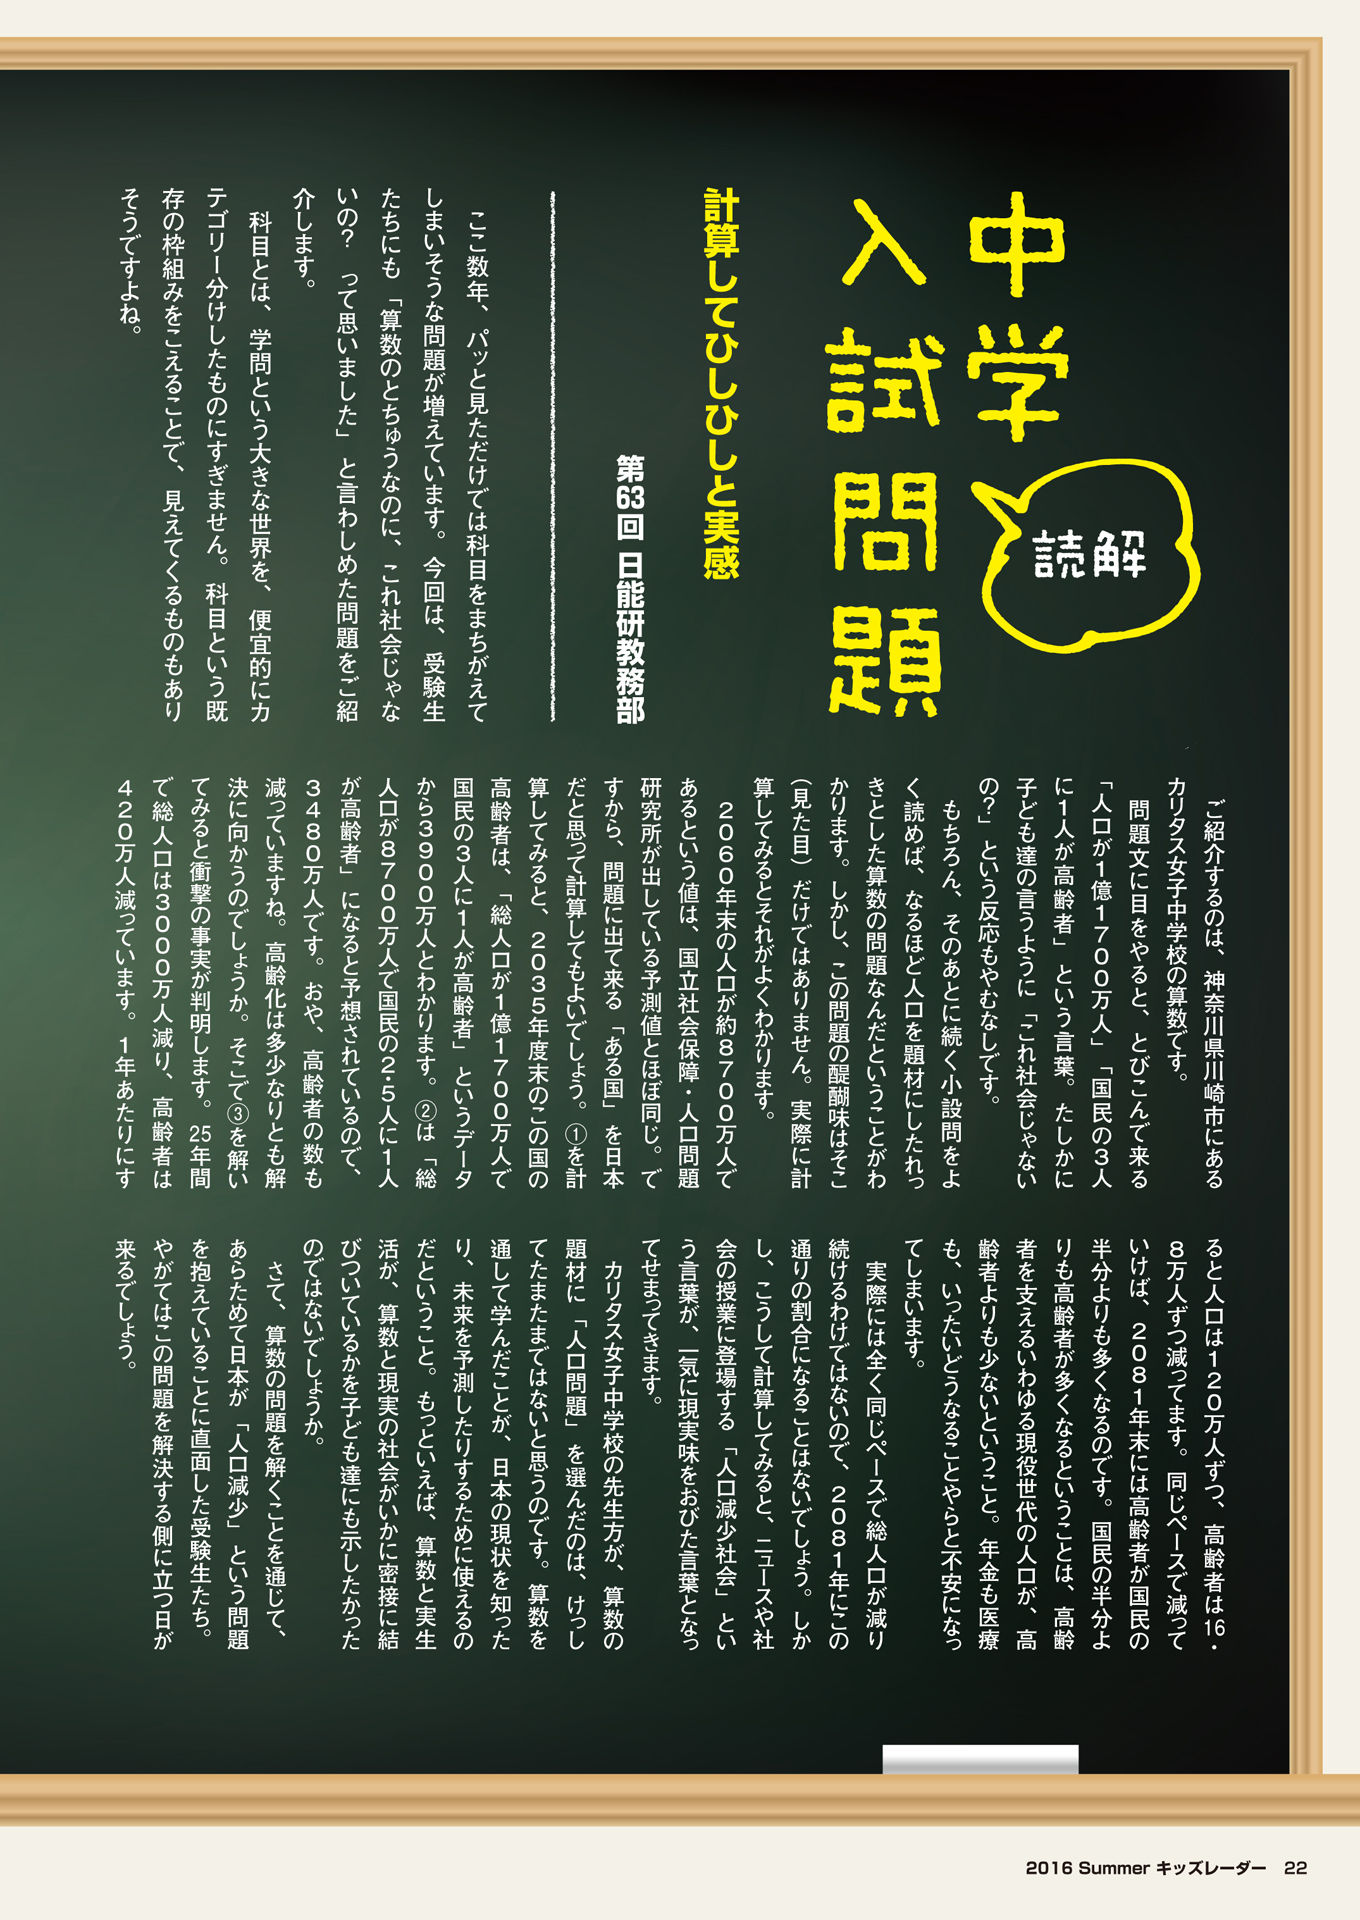 中学
入試問題
読解
計算してひしひしと実感
第63回 日能研教務部
ここ数年、パッと見ただけでは科目をまちがえて
しまいそうな問題が増えています。今回は、受験生
たちにも「算数のとちゅうなのに、これ社会じゃな
いの？ って思いました」と言わしめた問題をご紹
介します。
科目とは、学問という大きな世界を、便宜的にカ
テゴリー分けしたものにすぎません。科目という既
存の枠組みをこえることで、見えてくるものもあり
そうですよね。
ご紹介するのは、神奈川県川崎市にある
カリタス女子中学校の算数です。
問題文に目をやると、とびこんで来る
「人口が1億1700万人」「国民の3人
に1人が高齢者」という言葉。たしかに
子ども達の言うように「これ社会じゃない
の？」という反応もやむなしです。
もちろん、そのあとに続く小設問をよ
く読めば、なるほど人口を題材にしたれっ
きとした算数の問題なんだということがわ
かります。しかし、この問題の醍醐味はそこ
（見た目）だけではありません。実際に計
算してみるとそれがよくわかります。
2060年末の人口が約8700万人で
あるという値は、国立社会保障・人口問題
研究所が出している予測値とほぼ同じ。で
すから、問題に出て来る「ある国」を日本
だと思って計算してもよいでしょう。①を計
算してみると、2035年度末のこの国の
高齢者は、「総人口が1億1700万人で
国民の3人に1人が高齢者」というデータ
から3900万人とわかります。②は「総
人口が8700万人で国民の2・5人に1人
が高齢者」になると予想されているので、
3480万人です。おや、高齢者の数も
減っていますね。高齢化は多少なりとも解
決に向かうのでしょうか。そこで③を解い
てみると衝撃の事実が判明します。25年間
で総人口は3000万人減り、高齢者は
420万人減っています。1年あたりにす
ると人口は120万人ずつ、高齢者は16・
8万人ずつ減ってます。同じペースで減って
いけば、2081年末には高齢者が国民の
半分よりも多くなるのです。国民の半分よ
りも高齢者が多くなるということは、高齢
者を支えるいわゆる現役世代の人口が、高
齢者よりも少ないということ。年金も医療
も、いったいどうなることやらと不安になっ
てしまいます。
実際には全く同じペースで総人口が減り
続けるわけではないので、2081年にこの
通りの割合になることはないでしょう。しか
し、こうして計算してみると、ニュースや社
会の授業に登場する「人口減少社会」とい
う言葉が、一気に現実味をおびた言葉となっ
てせまってきます。
カリタス女子中学校の先生方が、算数の
題材に「人口問題」を選んだのは、けっし
てたまたまではないと思うのです。算数を
通して学んだことが、日本の現状を知った
り、未来を予測したりするために使えるの
だということ。もっといえば、算数と実生
活が、算数と現実の社会がいかに密接に結
びついているかを子ども達にも示したかった
のではないでしょうか。
さて、算数の問題を解くことを通じて、
あらためて日本が「人口減少」という問題
を抱えていることに直面した受験生たち。
やがてはこの問題を解決する側に立つ日が
来るでしょう。
2016 Summer キッズレーダー 22